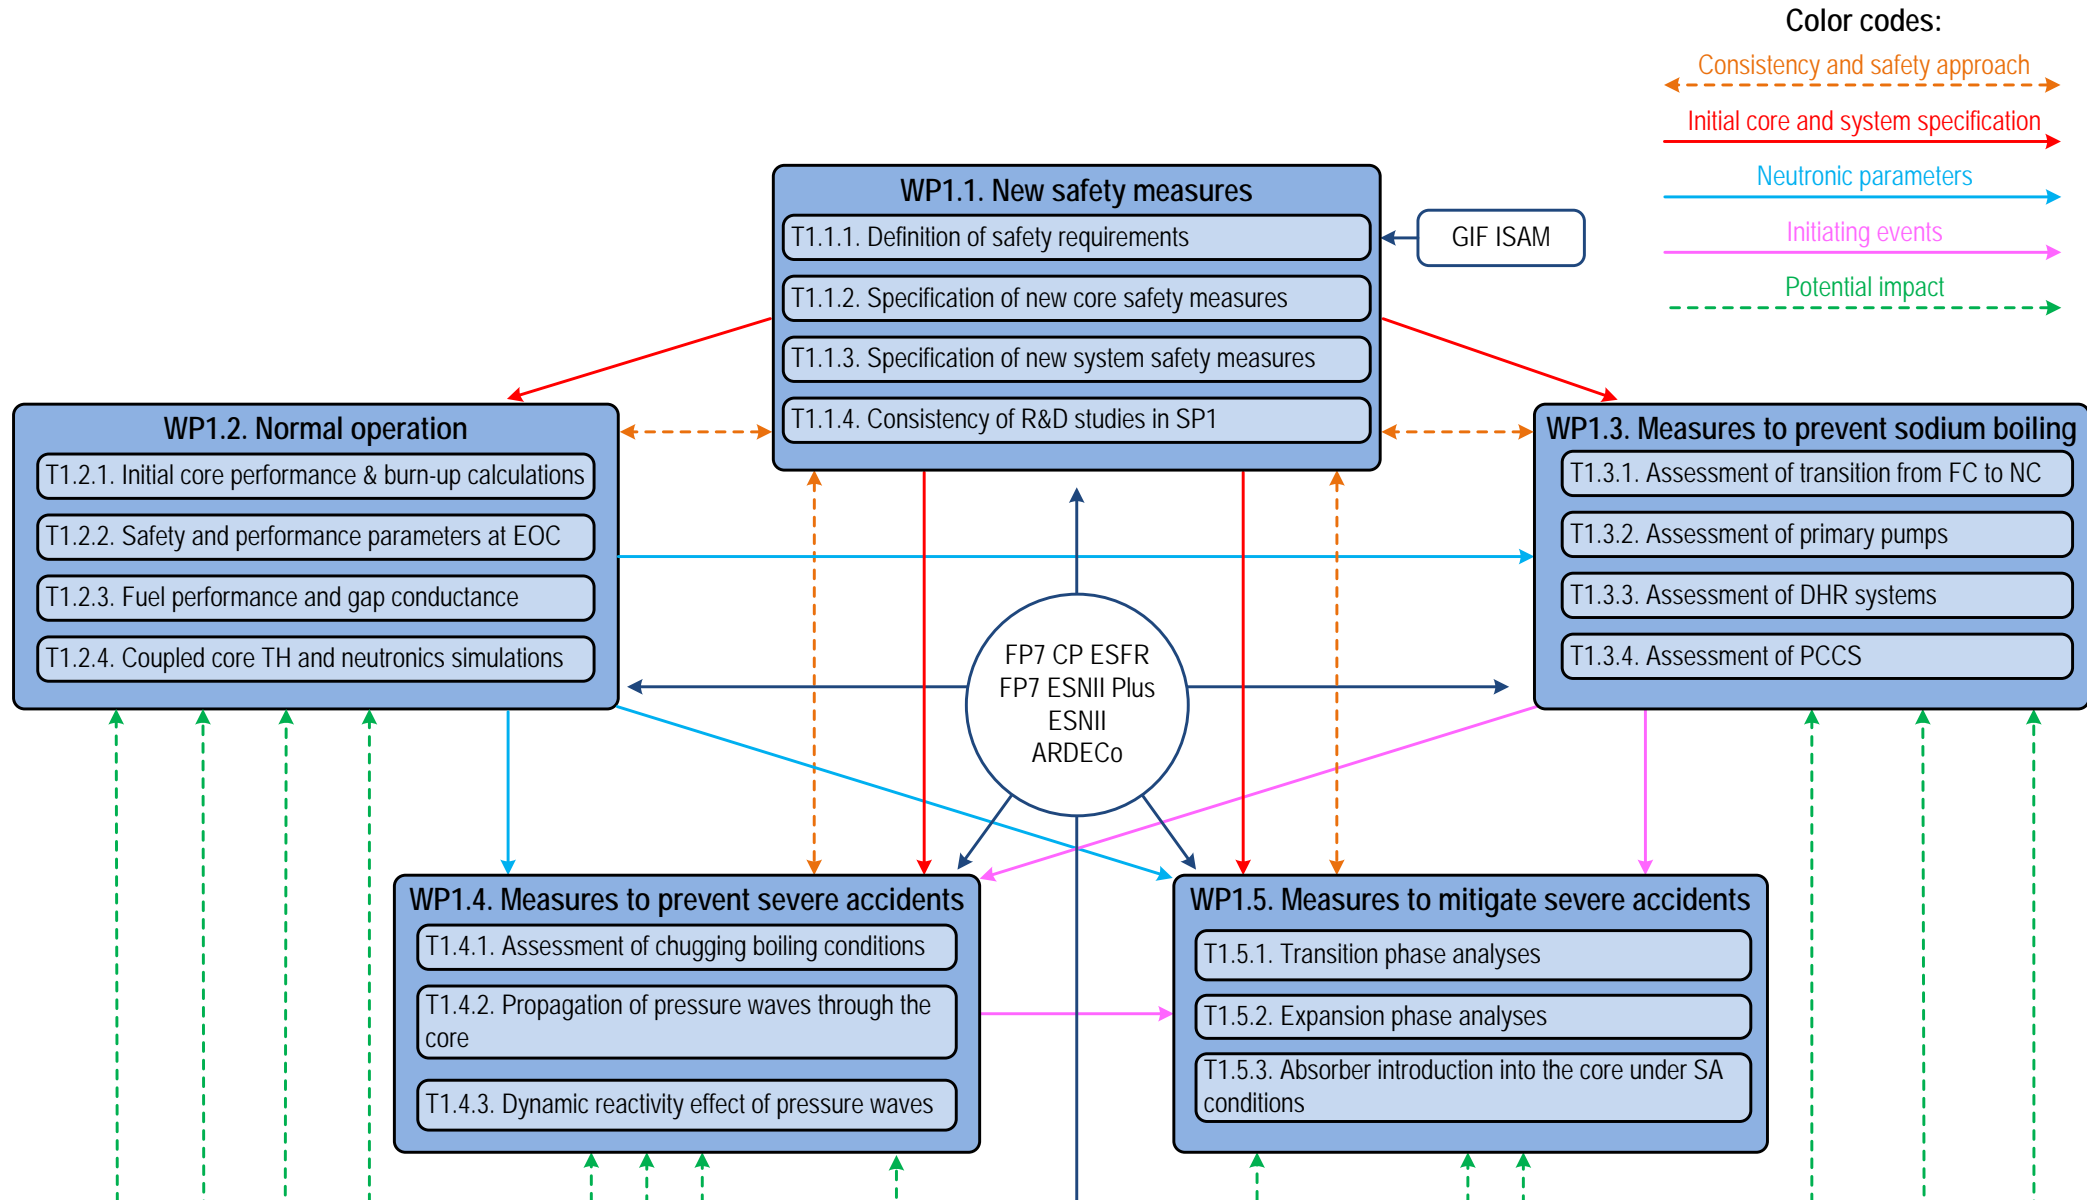 Color codes:
Consistency and safety approach
Initial core and system specification
Neutronic parameters
Initiating events
Potential impact
WP1.1. New safety measures
T1.1.1. Definition of safety requirements
T1.1.2. Specification of new core safety measures
T1.1.3. Specification of new system safety measures
T1.1.4. Consistency of R&D studies in SP1
GIF ISAM
WP1.2. Normal operation
T1.2.1. Initial core performance & burn-up calculations
T1.2.2. Safety and performance parameters at EOC
T1.2.3. Fuel performance and gap conductance
T1.2.4. Coupled core TH and neutronics simulations
WP1.3. Measures to prevent sodium boiling
T1.3.1. Assessment of transition from FC to NC
T1.3.2. Assessment of primary pumps
T1.3.3. Assessment of DHR systems
T1.3.4. Assessment of PCCS
FP7 CP ESFR
FP7 ESNII Plus
ESNII
ARDECo
WP1.4. Measures to prevent severe accidents
T1.4.1. Assessment of chugging boiling conditions
T1.4.2. Propagation of pressure waves through the
core
T1.4.3. Dynamic reactivity effect of pressure waves
WP1.5. Measures to mitigate severe accidents
T1.5.1. Transition phase analyses
T1.5.2. Expansion phase analyses
T1.5.3. Absorber introduction into the core under SA
conditions